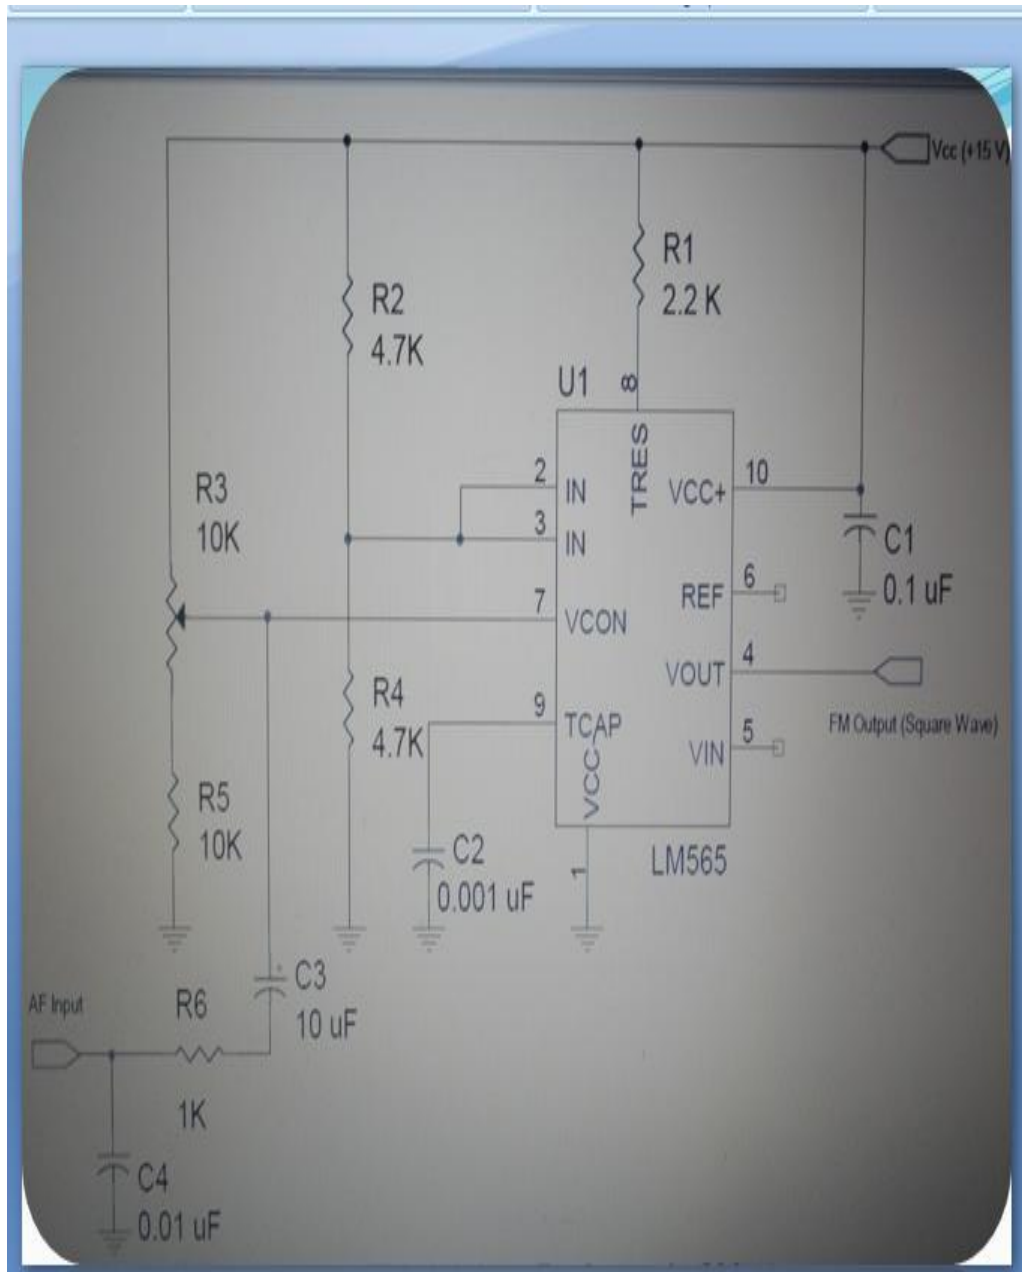 Vcc (+15 V)
R1
2.2 K
R2
4.7K
U1
8
TRES
2
IN
VCC+
10
3
IN
C1
0.1 uF
R3
10K
REF
6
7
VCON
VOUT
4
FM Output (Square Wave)
R4
4.7K
9
TCAP
VIN
5
VCC-
R5
10K
LM565
1
C2
0.001 uF
AF Input
R6
C3
10 uF
1K
C4
0.01 uF